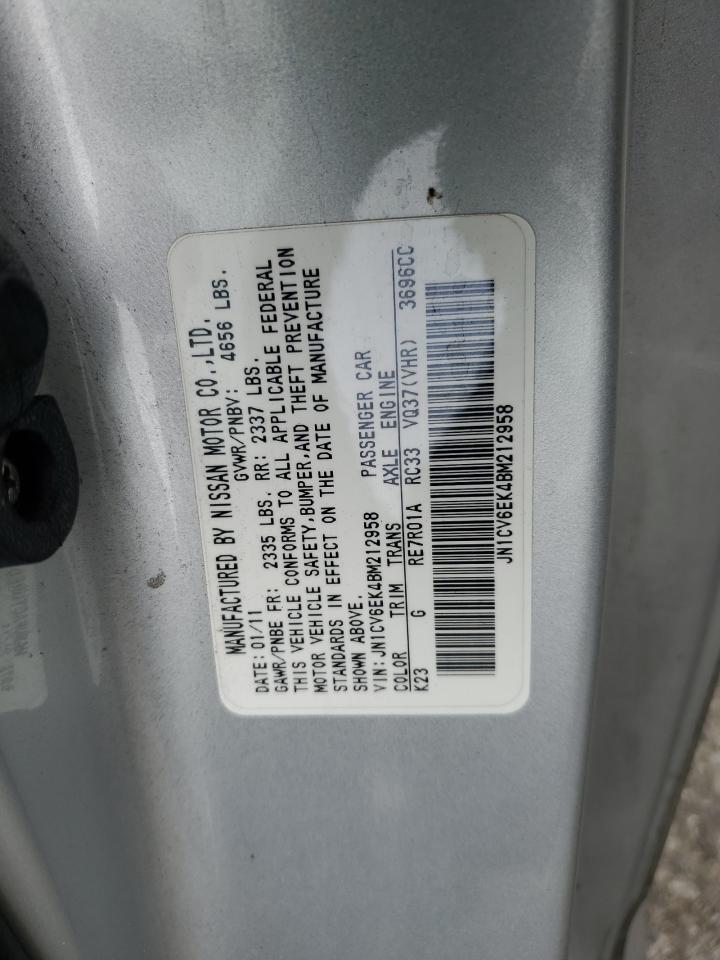 MANUFACTURED BY NISSAN MOTOR CO.,LTD.
DATE: 01/11 GVWR/PNBV: 4656 LBS.
GAWR/PNBE FR: 2335 LBS. RR: 2337 LBS.
THIS VEHICLE CONFORMS TO ALL APPLICABLE FEDERAL
MOTOR VEHICLE SAFETY,BUMPER,AND THEFT PREVENTION
STANDARDS IN EFFECT ON THE DATE OF MANUFACTURE
SHOWN ABOVE.
VIN:JN1CV6EK4BM212958 PASSENGER CAR
COLOR TRIM TRANS AXLE ENGINE
K23 G RE7R01A RC33 VQ37(VHR) 3696CC
JN1CV6EK4BM212958